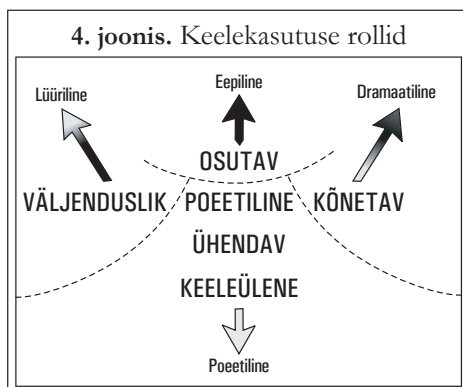 4. joonis. Keelekasutuse rollid
Eepiline
Lüüriline
Dramaatiline
OSUTAV
VÄLJENDUSLIK POEETILINE KÕNETAV
ÜHENDAV
KEELEÜLENE
Poeetiline